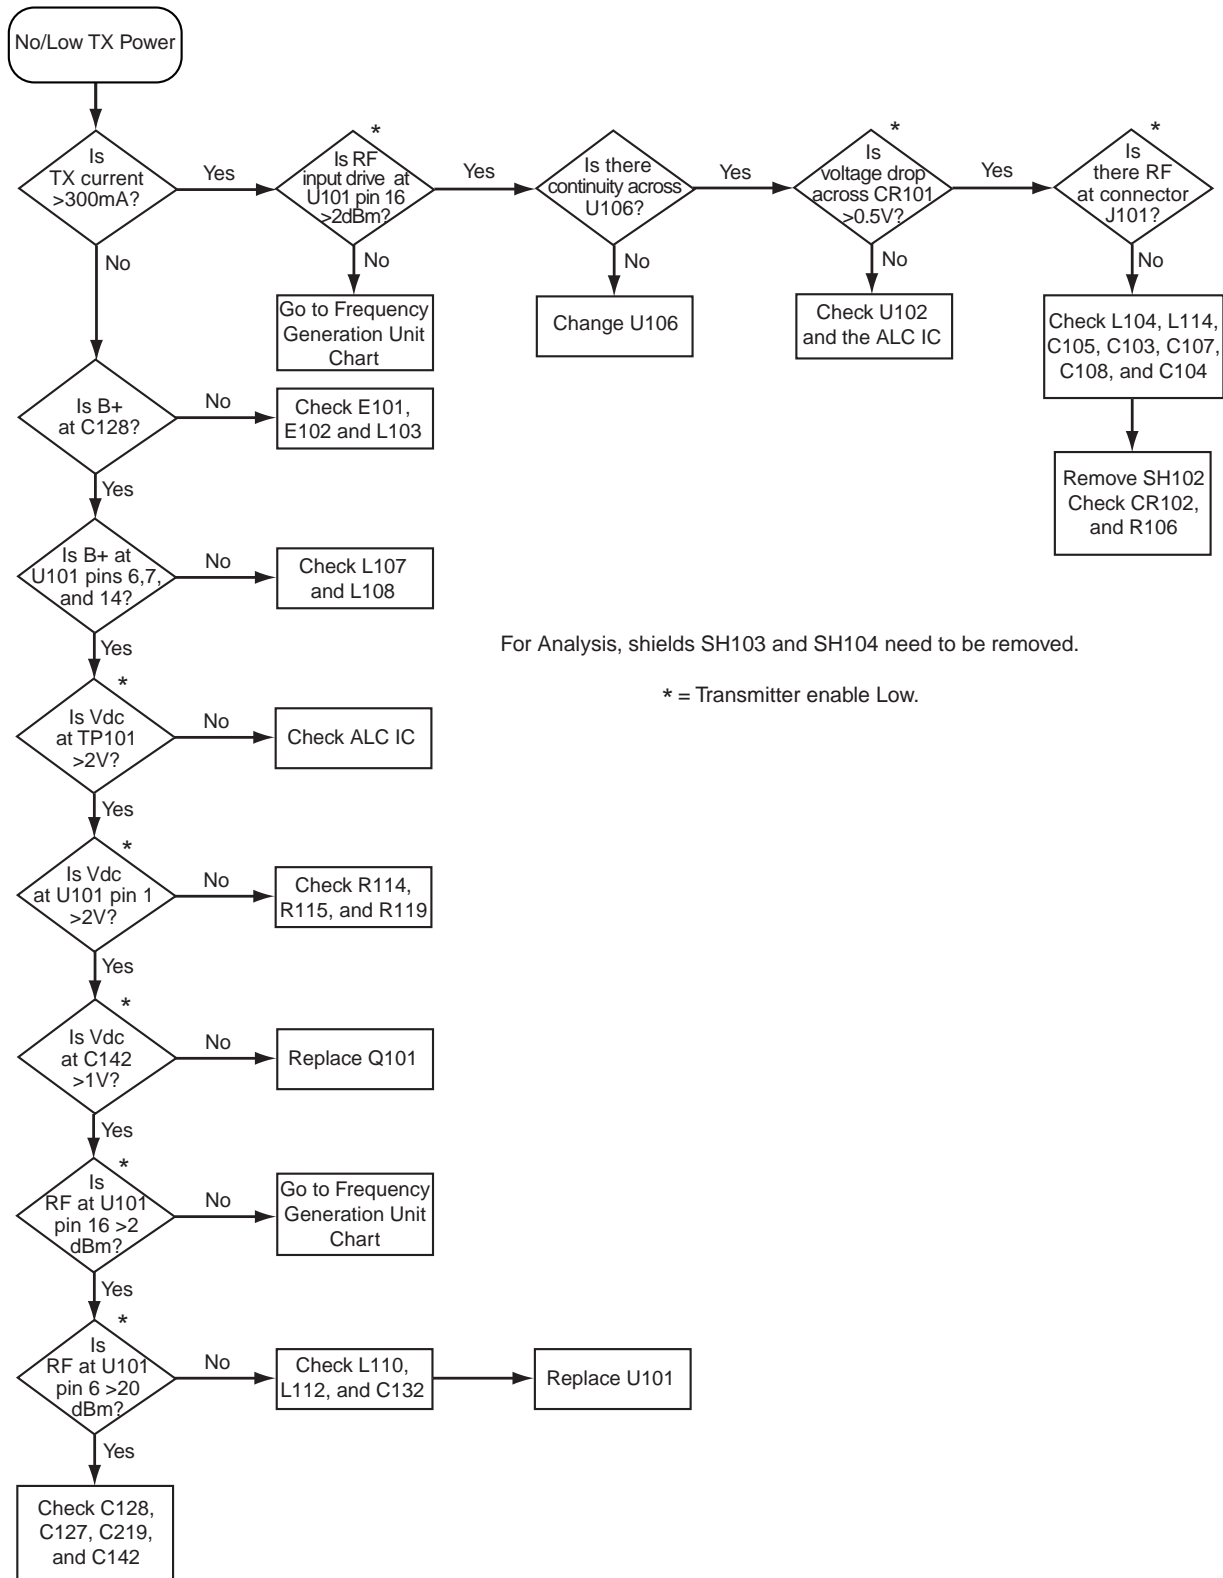 No/Low TX Power
Is
TX current
>300mA?
Yes
*
Is RF
input drive at
U101 pin 16
>2dBm?
Yes
Is there
continuity across
U106?
Yes
*
Is
voltage drop
across CR101
>0.5V?
Yes
*
Is
there RF
at connector
J101?
No
No
No
No
No
Go to Frequency
Generation Unit
Chart
Change U106
Check U102
and the ALC IC
Check L104, L114,
C105, C103, C107,
C108, and C104
Remove SH102
Check CR102,
and R106
Is B+
at C128?
No
Check E101,
E102 and L103
Yes
Is B+ at
U101 pins 6,7,
and 14?
No
Check L107
and L108
Yes
For Analysis, shields SH103 and SH104 need to be removed.
* = Transmitter enable Low.
*
Is Vdc
at TP101
>2V?
No
Check ALC IC
Yes
*
Is Vdc
at U101 pin 1
>2V?
No
Check R114,
R115, and R119
Yes
*
Is Vdc
at C142
>1V?
No
Replace Q101
Yes
*
Is
RF at U101
pin 16 >2
dBm?
No
Go to Frequency
Generation Unit
Chart
Yes
*
Is
RF at U101
pin 6 >20
dBm?
No
Check L110,
L112, and C132
Replace U101
Yes
Check C128,
C127, C219,
and C142